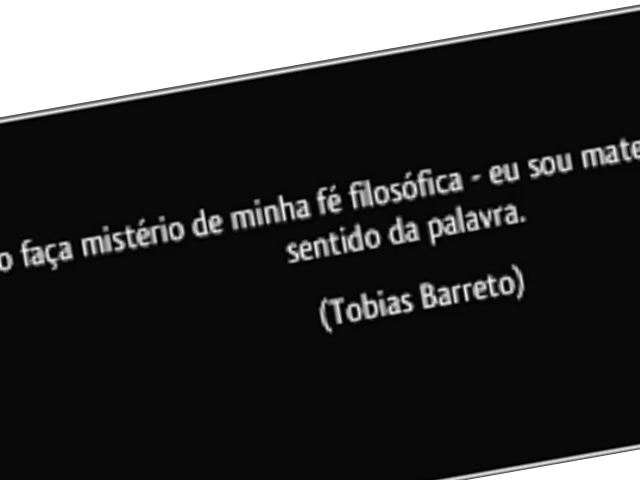 faça mistério de minha fé filosófica - eu sou
sentido da palavra.
(Tobias Barreto)